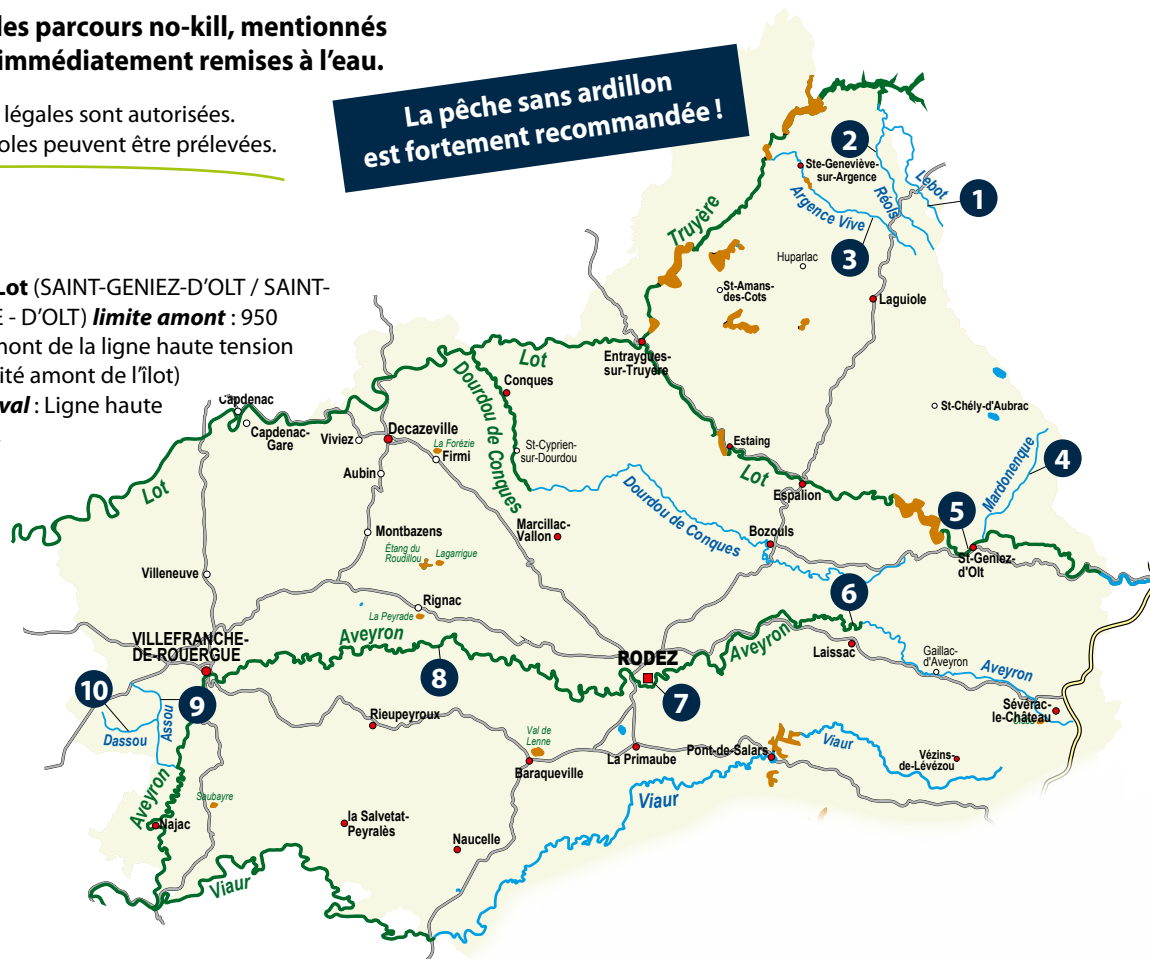 les parcours no-kill, mentionnés
immédiatement remises à l'eau.
légales sont autorisées.
oles peuvent être prélevées.
La pêche sans ardillon
est fortement recommandée !
Lot (SAINT-GENIEZ-D'OLT / SAINT-
E - D'OLT) limite amont : 950
mont de la ligne haute tension
ité amont de l'îlot)
val : Ligne haute
2
Ste-Geneviève-
sur-Argence
Lebot
1
Réols
Argence Vive
3
Truyère
Huparlac
St-Amans-
des-Cots
Laguiole
Entraygues-
sur-Truyère
Lot
Conques
Dourdou de Conques
St-Chély-d'Aubrac
Capdenac
Capdenac-
Gare
Viviez
Decazeville
La Forézie
Firmi
Aubin
St-Cyprien-
sur-Dourdou
Estaing
Lot
Espalion
Mardonenque
4
Lot
Dourdou de Conques
5
St-Geniez-
d'Olt
Montbazens
Marcillac-
Vallon
Bozouls
Étang du
Roudillou
Lagarrigue
Villeneuve
6
Rignac
La Peyrade
Aveyron
VILLEFRANCHE-
DE-ROUERGUE
8
RODEZ
7
Aveyron
Laissac
Gaillac-
d'Aveyron
Aveyron
Sévérac-
le-Château
10
9
Dassou
Assou
Rieupeyroux
Val de
Lenne
Baraqueville
La Primaube
Pont-de-Salars
Viaur
Vézins-
de-Lévézou
Aveyron
Saubayre
Najac
la Salvetat-
Peyralès
Naucelle
Viaur
Viaur